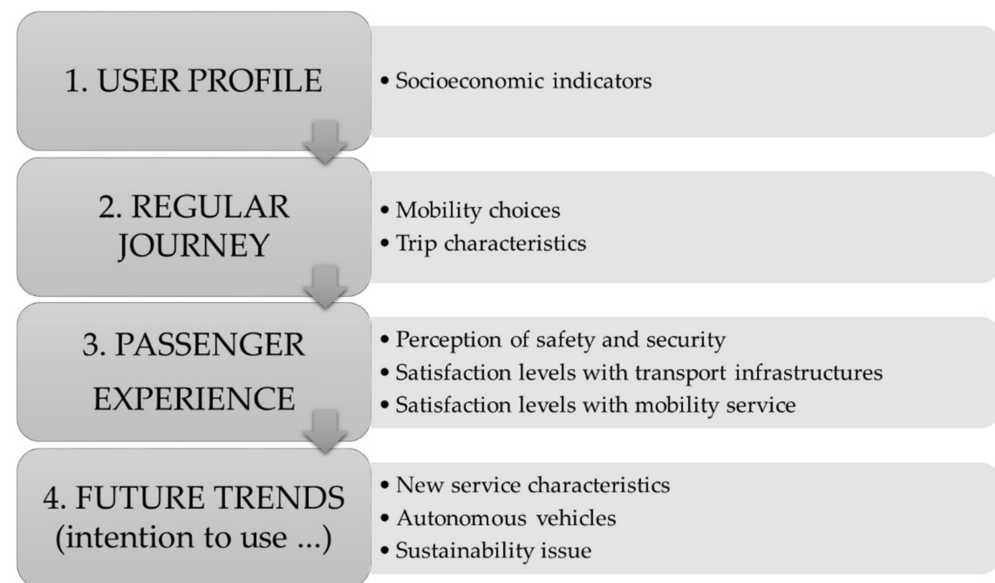 1. USER PROFILE
• Socioeconomic indicators
2. REGULAR
JOURNEY
• Mobility choices
• Trip characteristics
3. PASSENGER
EXPERIENCE
• Perception of safety and security
• Satisfaction levels with transport infrastructures
• Satisfaction levels with mobility service
4. FUTURE TRENDS
(intention to use ...)
• New service characteristics
• Autonomous vehicles
• Sustainability issue